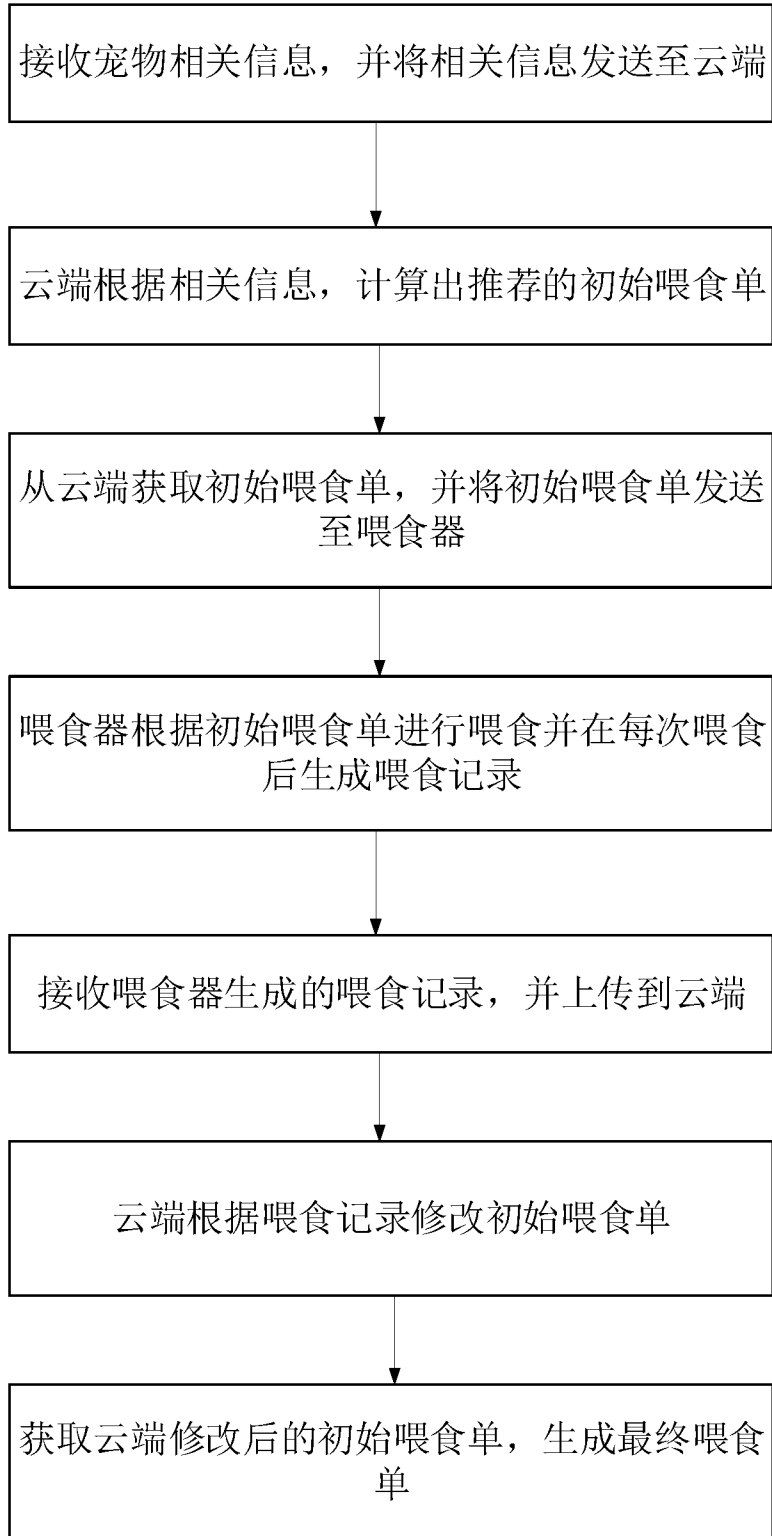 接收宠物相关信息，并将相关信息发送至云端
云端根据相关信息，计算出推荐的初始喂食单
从云端获取初始喂食单，并将初始喂食单发送
至喂食器
喂食器根据初始喂食单进行喂食并在每次喂食
后生成喂食记录
接收喂食器生成的喂食记录，并上传到云端
云端根据喂食记录修改初始喂食单
获取云端修改后的初始喂食单，生成最终喂食
单